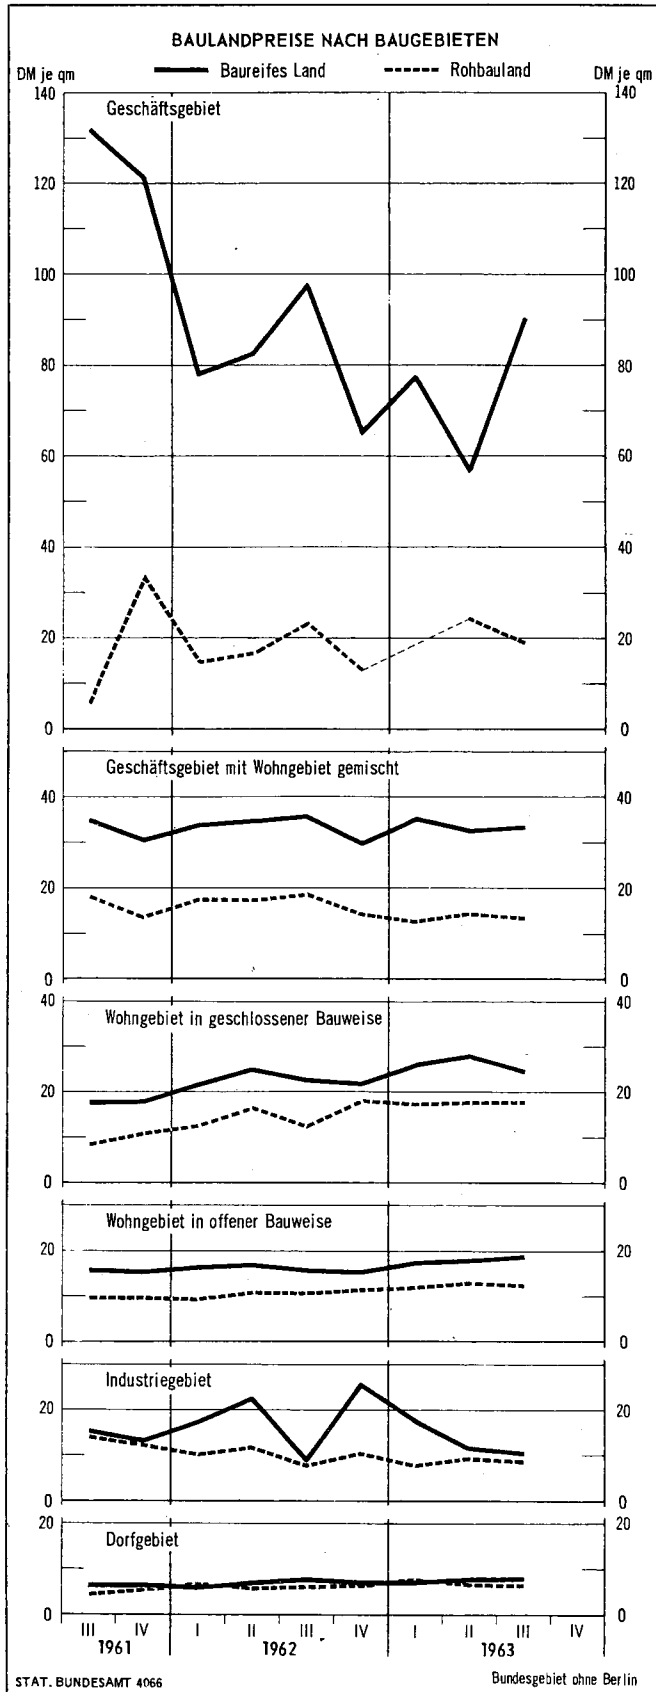 BAULANDPREISE NACH BAUGEBIETEN
DM je qm Baureifes Land Rohbauland DM je qm
140 Geschäftsgebiet 140
120 120
100 100
80 80
60 60
40 40
20 20
0 0
Geschäftsgebiet mit Wohngebiet gemischt
40 40
20 20
0 0
40 40
Wohngebiet in geschlossener Bauweise
20 20
0 0
Wohngebiet in offener Bauweise
20 20
0 0
Industriegebiet
20 20
0 0
20 20
Dorfgebiet
0 0
III IV I II III IV I II III IV
1961 1962 1963
STAT. BUNDESAMT 4066 Bundesgebiet ohne Berlin